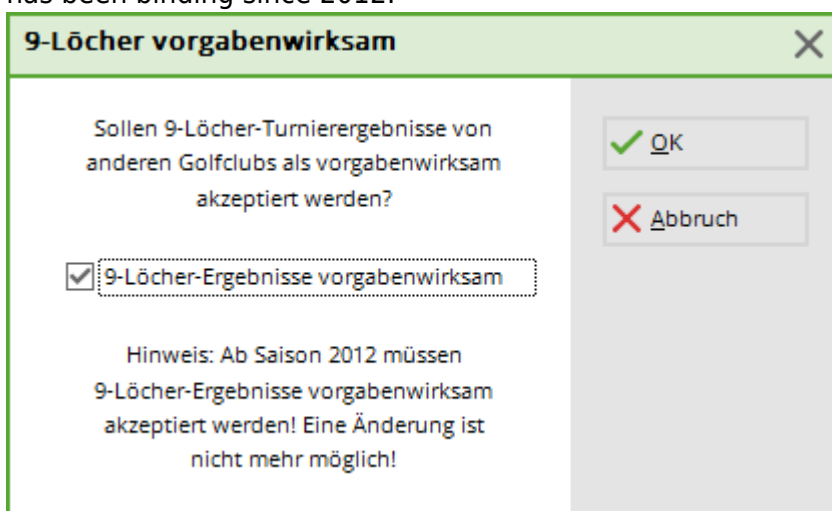 has been binding since 2012.
9-Löcher vorgabenwirksam
Sollen 9-Löcher-Turnierergebnisse von
anderen Golfclubs als vorgabenwirksam
akzeptiert werden?
9-Löcher-Ergebnisse vorgabenwirksam
Hinweis: Ab Saison 2012 müssen
9-Löcher-Ergebnisse vorgabenwirksam
akzeptiert werden! Eine Änderung ist
nicht mehr möglich!
OK
Abbruch